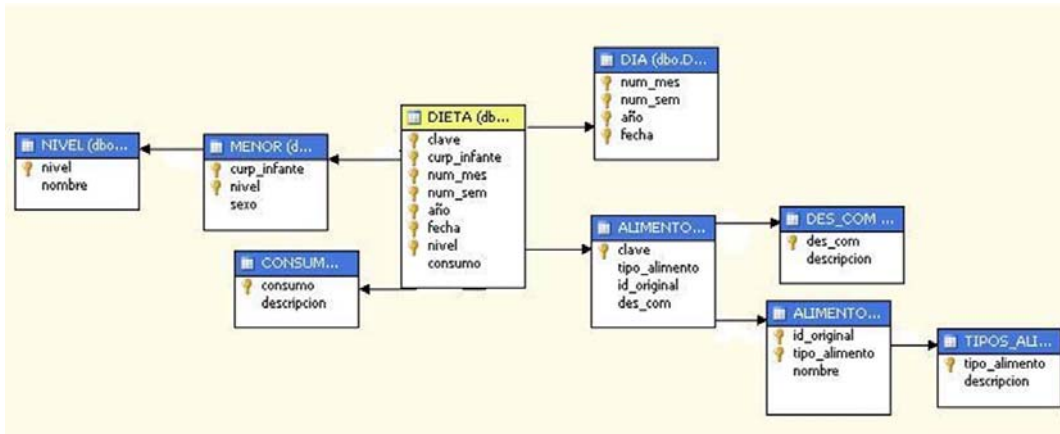 DIA (dbo.D...
num_mes
num_sem
año
fecha
DIETA (db...
clave
curp_infante
num_mes
num_sem
año
fecha
nivel
consumo
NIVEL (dbo...
nivel
nombre
MENOR (d...
curp_infante
nivel
sexo
CONSUM...
consumo
descripcion
ALIMENTO...
clave
tipo_alimento
id_original
des_com
DES_COM ...
des_com
descripcion
ALIMENTO...
id_original
tipo_alimento
nombre
TIPOS_ALI...
tipo_alimento
descripcion